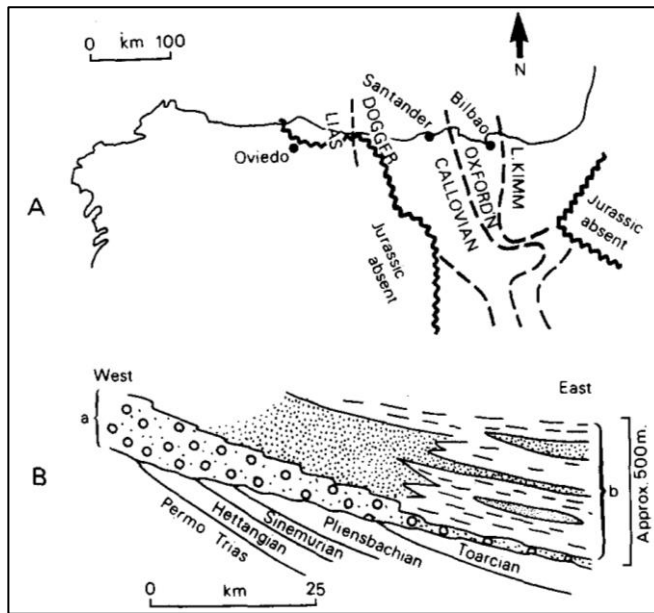 0 km 100
N
Santander
Bilbao
LIAS
DOGGER
Oviedo
OXFORD'N
CALLOVIAN
L.KIMM
A
Jurassic
absent
Jurassic
absent
West
East
a
b
Approx. 500m.
B
Permo Trias
Hettangian
Sinemurian
Pliensbachian
Toarcian
0 km 25